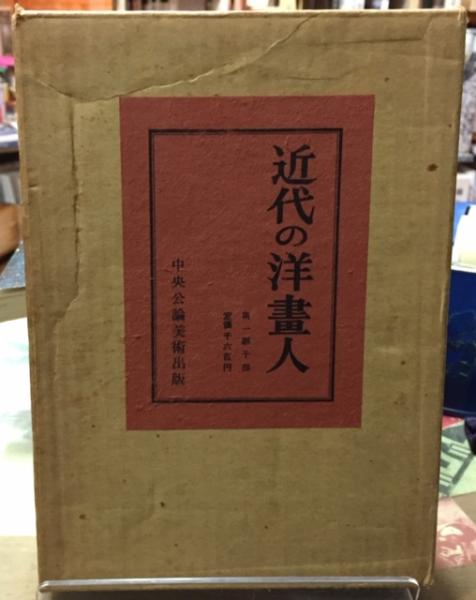 近代の洋畫人
第一刷千部
定價千六百円
中央公論美術出版